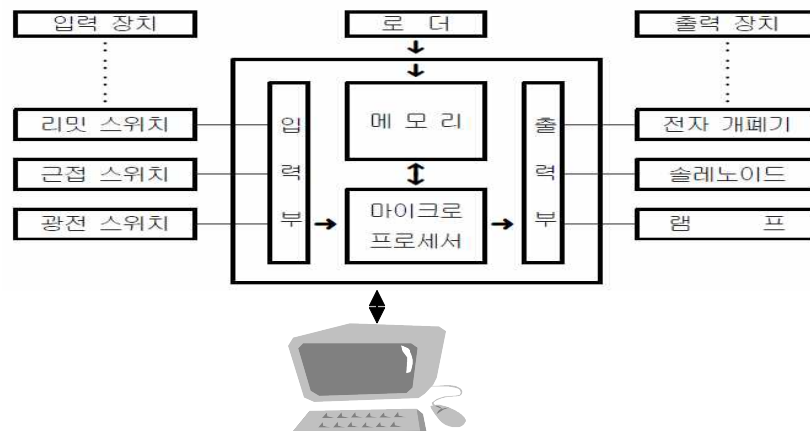 입력 장치
로 더
출력 장치
리밋 스위치
근접 스위치
광전 스위치
입
력
부
메 모 리
마이크로
프로세서
출
력
부
전자 개폐기
솔레노이드
램 프